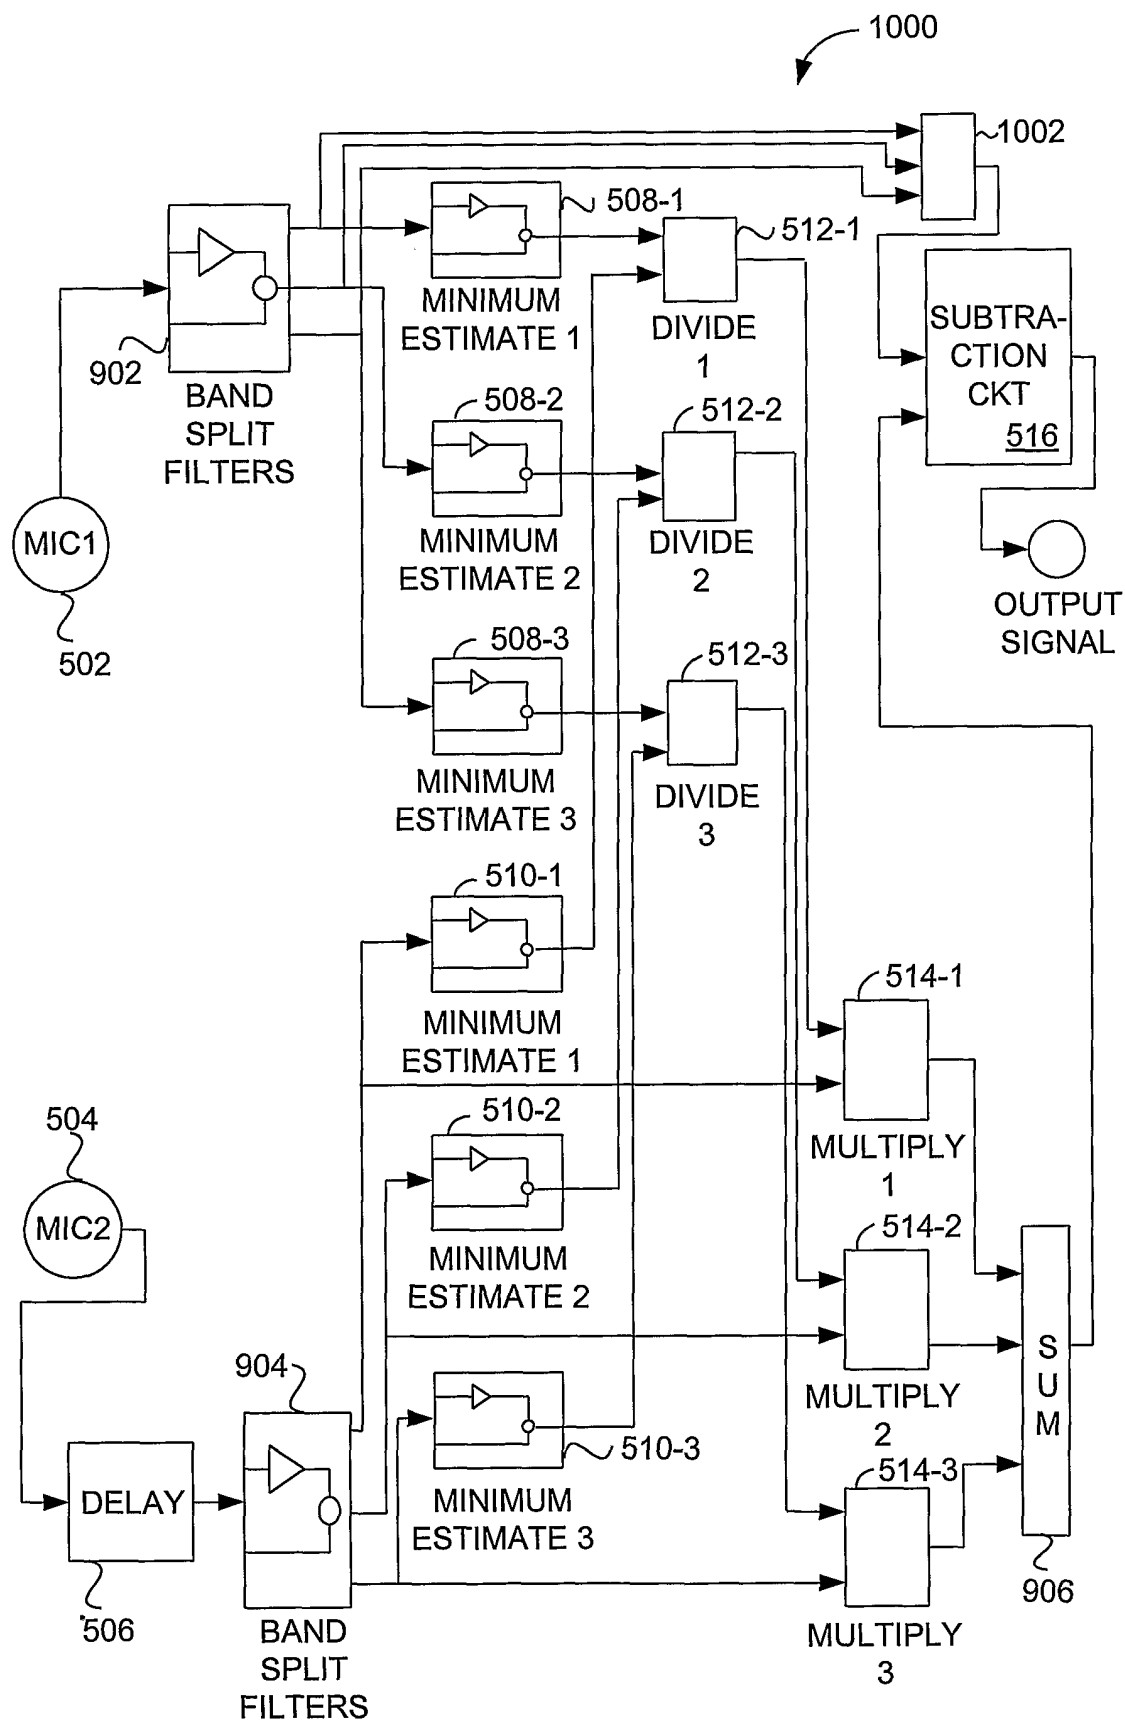 1000
1002
508-1
512-1
MINIMUM
ESTIMATE 1
DIVIDE
1
SUBTRA-
CTION
CKT
516
902
BAND
SPLIT
FILTERS
508-2
512-2
MIC1
MINIMUM
ESTIMATE 2
DIVIDE
2
OUTPUT
SIGNAL
502
508-3
512-3
MINIMUM
ESTIMATE 3
DIVIDE
3
510-1
MINIMUM
ESTIMATE 1
514-1
MULTIPLY
1
504
510-2
MIC2
MINIMUM
ESTIMATE 2
514-2
MULTIPLY
2
SUM
904
510-3
MINIMUM
ESTIMATE 3
DELAY
506
514-3
906
BAND
SPLIT
FILTERS
MULTIPLY
3